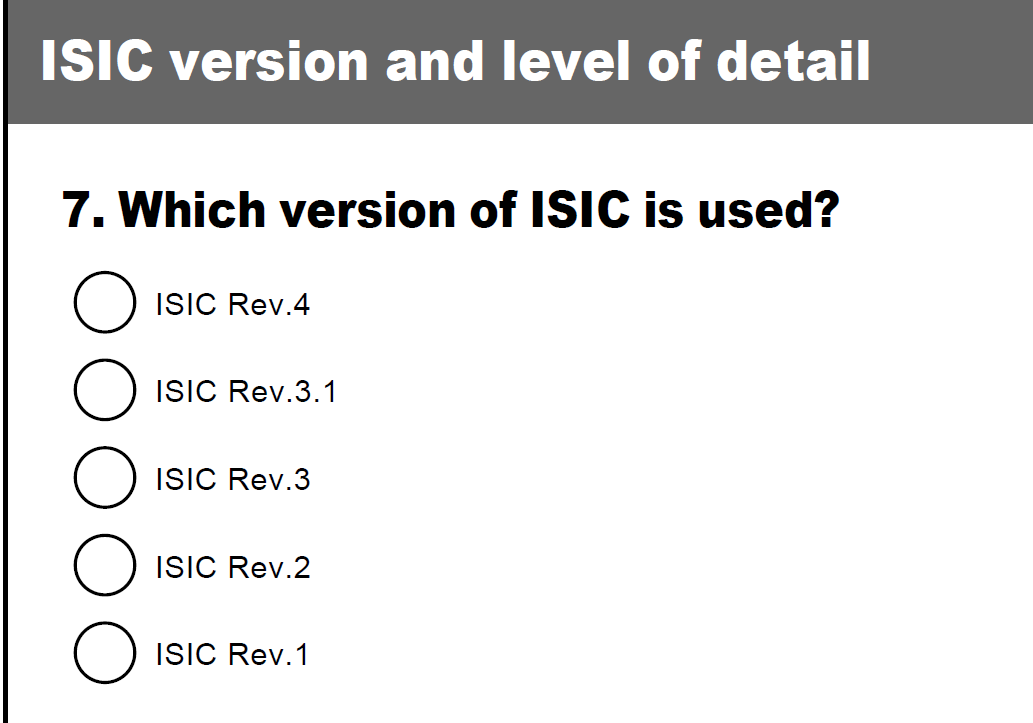 ISIC version and level of detail
7. Which version of ISIC is used?
ISIC Rev.4
ISIC Rev.3.1
ISIC Rev.3
ISIC Rev.2
ISIC Rev.1